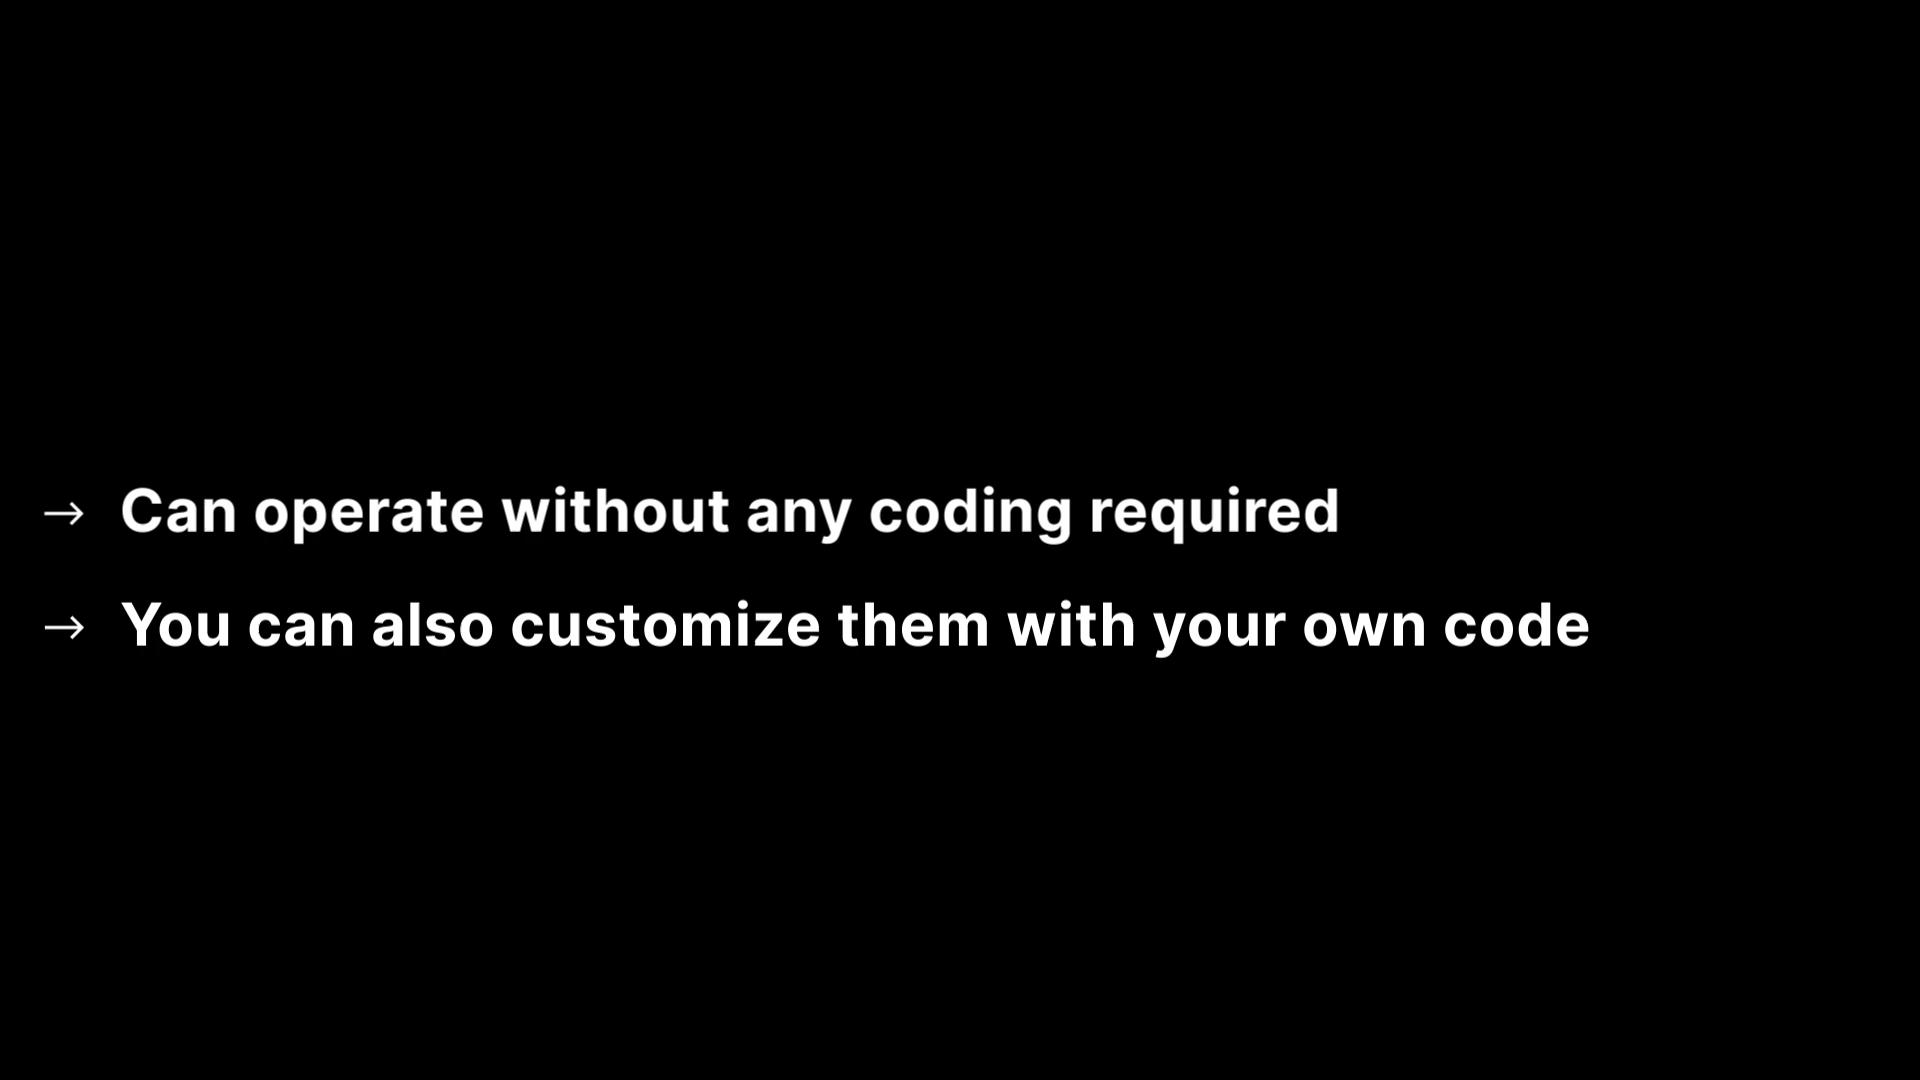 → Can operate without any coding required
→ You can also customize them with your own code